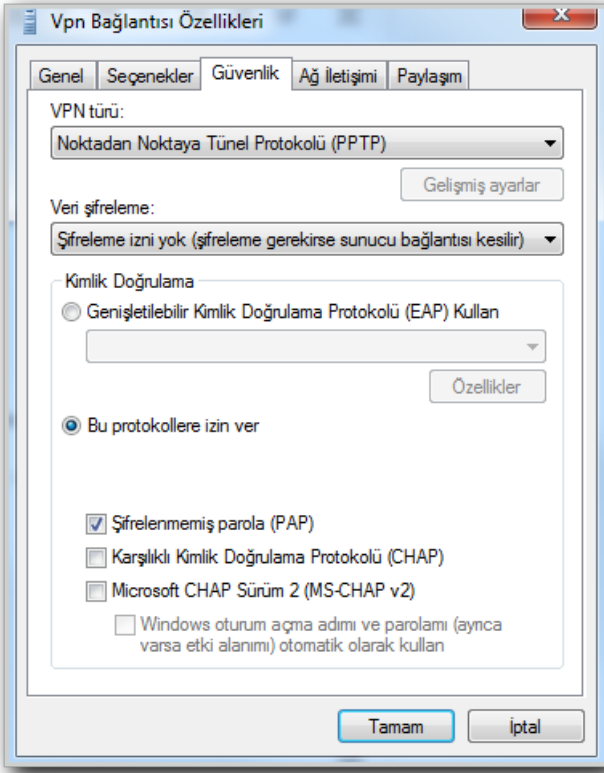 Vpn Bağlantısı Özellikleri
Genel Seçenekler Güvenlik Ağ İletişimi Paylaşım
VPN türü:
Noktadan Noktaya Tünel Protokolü (PPTP)
Gelişmiş ayarlar
Veri şifreleme:
Şifreleme izni yok (şifreleme gerekirse sunucu bağlantısı kesilir)
Kimlik Doğrulama
Genişletilebilir Kimlik Doğrulama Protokolü (EAP) Kullan
Özellikler
Bu protokollere izin ver
Şifrelenmemiş parola (PAP)
Karşılıklı Kimlik Doğrulama Protokolü (CHAP)
Microsoft CHAP Sürüm 2 (MS-CHAP v2)
Windows oturum açma adımı ve parolamı (ayrıca
varsa etki alanımı) otomatik olarak kullan
Tamam İptal